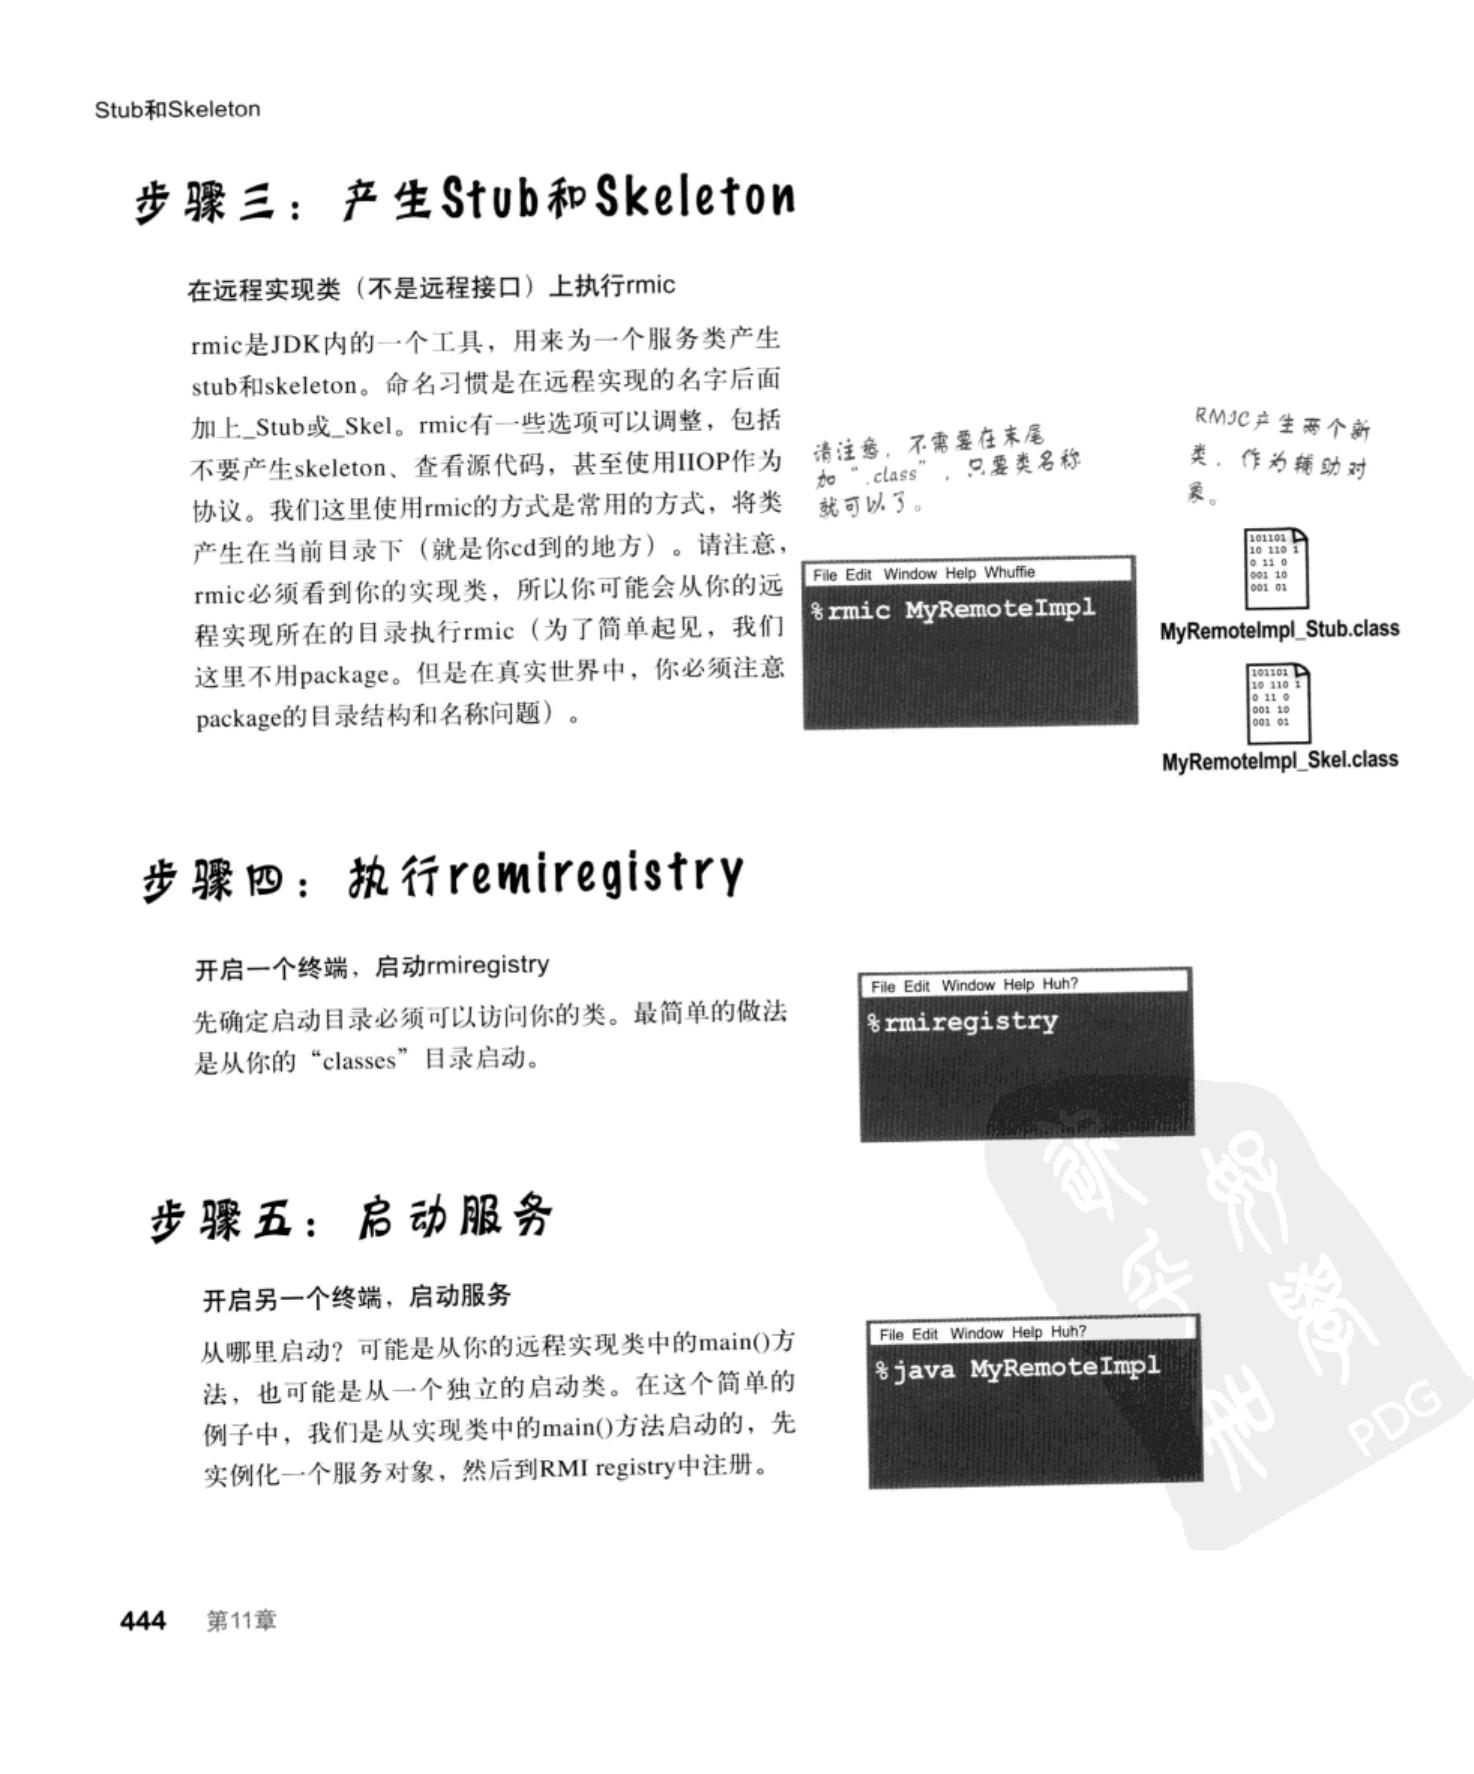 Stub和Skeleton
步骤三：产生Stub和Skeleton
在远程实现类（不是远程接口）上执行rmic
rmic是JDK内的一个工具，用来为一个服务类产生
stub和skeleton。命名习惯是在远程实现的名字后面
加上_Stub或_Skel。rmic有一些选项可以调整，包括
不要产生skeleton、查看源代码，甚至使用IIOP作为
协议。我们这里使用rmic的方式是常用的方式，将类
产生在当前目录下（就是你cd到的地方）。请注意，
rmic必须看到你的实现类，所以你可能会从你的远
程实现所在的目录执行rmic（为了简单起见，我们
这里不用package。但是在真实世界中，你必须注意
package的目录结构和名称问题）。
请注意，不需要在末尾
加“.class”，只要类名称
就可以了。
File Edit Window Help Whuffie
%rmic MyRemoteImpl
RMIC产生两个新
类，作为辅助对
象。
101101
10 110 1
0 11 0
001 10
001 01
MyRemoteImpl_Stub.class
101101
10 110 1
0 11 0
001 10
001 01
MyRemoteImpl_Skel.class
步骤四：执行remiregistry
开启一个终端，启动rmiregistry
先确定启动目录必须可以访问你的类。最简单的做法
是从你的“classes”目录启动。
File Edit Window Help Huh?
%rmiregistry
步骤五：启动服务
开启另一个终端，启动服务
从哪里启动？可能是从你的远程实现类中的main()方
法，也可能是从一个独立的启动类。在这个简单的
例子中，我们是从实现类中的main()方法启动的，先
实例化一个服务对象，然后到RMI registry中注册。
File Edit Window Help Huh?
%java MyRemoteImpl
PDG
444 第11章